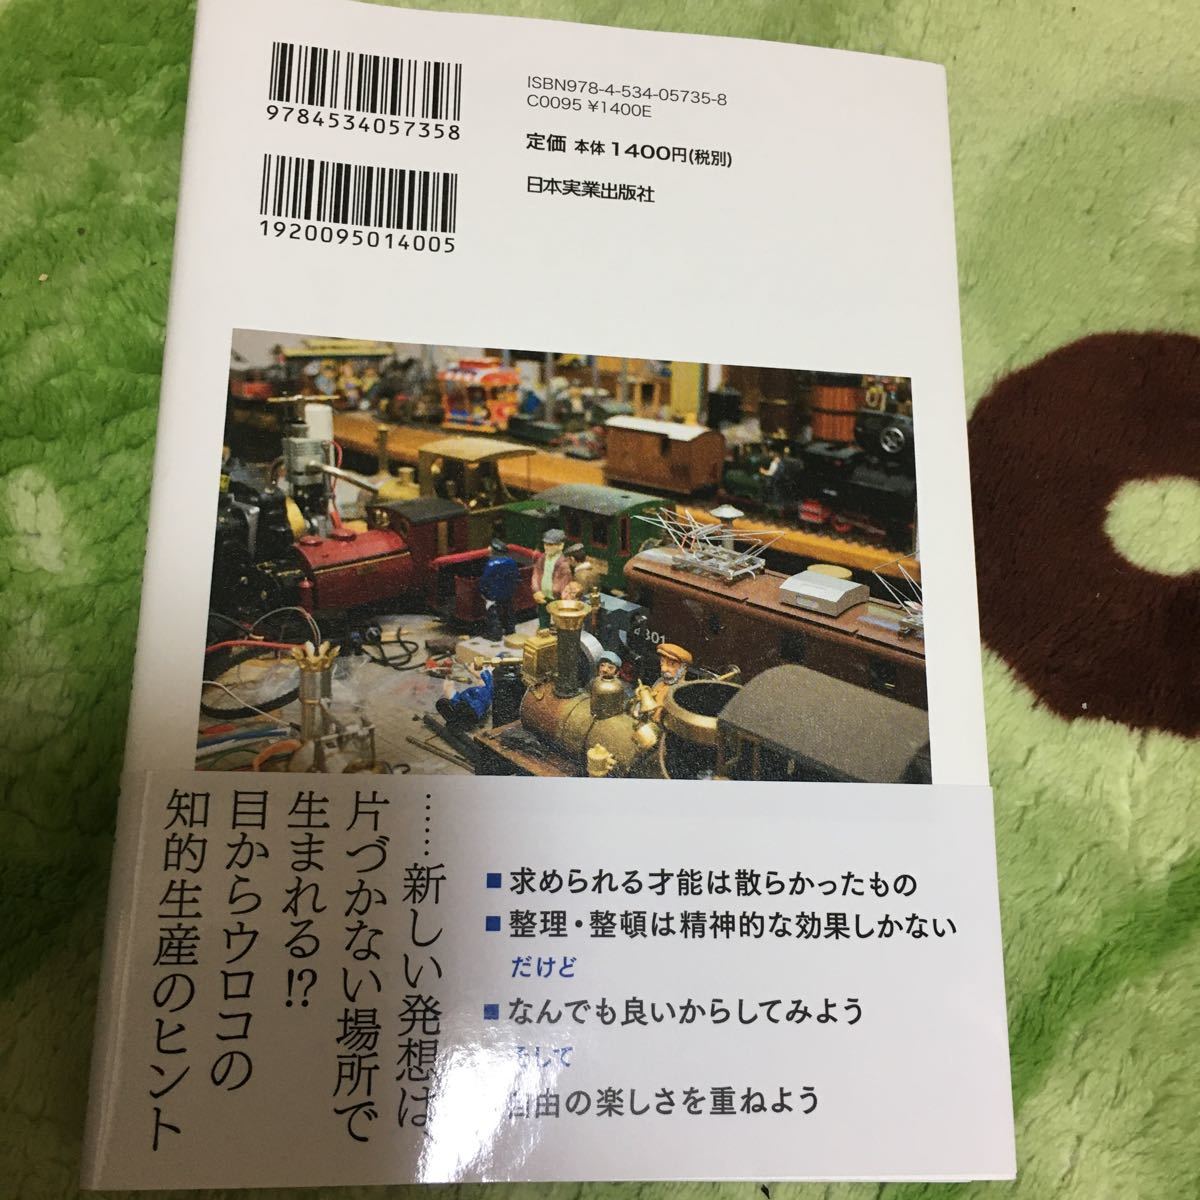 9784534057358
1920095014005
ISBN978-4-534-05735-8
C0095 ¥1400E
定価 本体1400円(税別)
日本実業出版社
4301
……新しい発想は、
片づかない場所で
生まれる!?
目からウロコの
知的生産のヒント
■ 求められる才能は散らかったもの
■ 整理・整頓は精神的な効果しかない
だけど
■ なんでも良いからしてみよう
そして
自由の楽しさを重ねよう